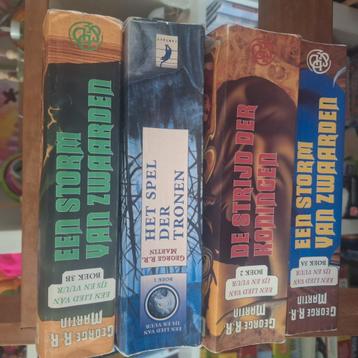 EEN STORM
VAN ZWAARDEN
EEN LIED VAN
IJS EN VUUR
BOEK 3B
GEORGE R.R.
MARTIN
HET SPEL
DER
TRONEN
GEORGE R.R.
MARTIN
BOEK 1
EEN LIED VAN
IJS EN VUUR
DE STRIJD DER
KONINGEN
EEN LIED VAN
IJS EN VUUR
BOEK 2
GEORGE R.R.
MARTIN
EEN STORM
VAN ZWAARDEN
EEN LIED VAN
IJS EN VUUR
BOEK 3A
GEORGE R.R.
MARTIN